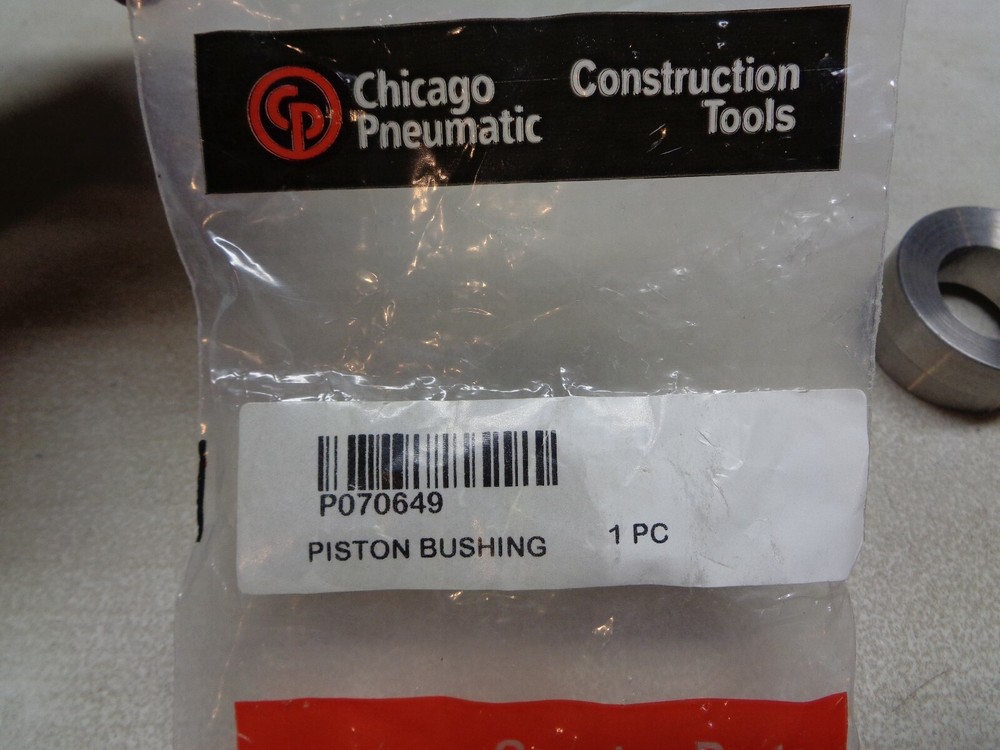 CP
Chicago
Pneumatic
Construction
Tools
P070649
PISTON BUSHING 1 PC